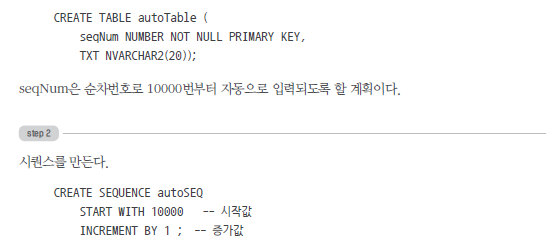 CREATE TABLE autoTable (
seqNum NUMBER NOT NULL PRIMARY KEY,
TXT NVARCHAR2(20));
seqNum은 순차번호로 10000번부터 자동으로 입력되도록 할 계획이다.
step 2
시퀀스를 만든다.
CREATE SEQUENCE autoSEQ
START WITH 10000 -- 시작값
INCREMENT BY 1 ; -- 증가값